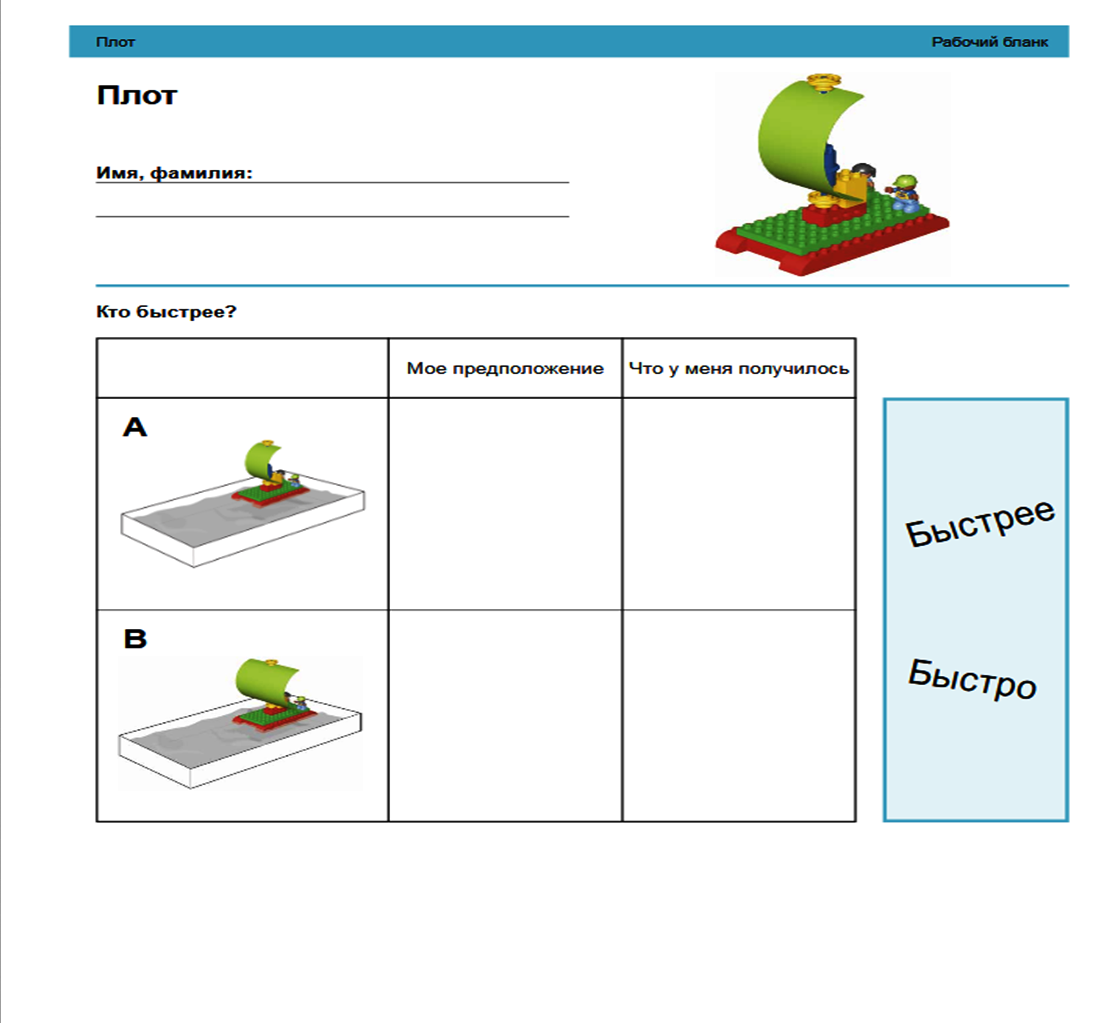 Плот
Рабочий бланк
Плот
Имя, фамилия:
Кто быстрее?
Мое предположение
Что у меня получилось
A
B
Быстрее
Быстро